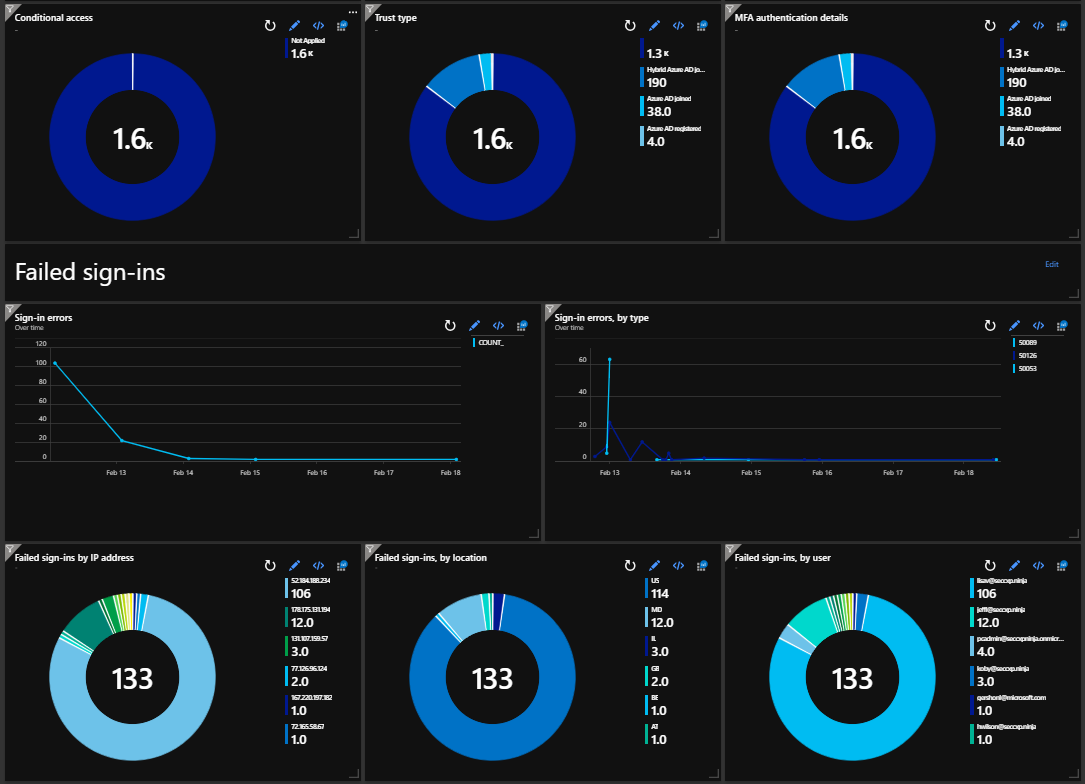 Conditional access
Not Applied
1.6 K
1.6K
Trust type
1.3 K
Hybrid Azure AD jo...
190
Azure AD joined
38.0
Azure AD registered
4.0
1.6K
MFA authentication details
1.3 K
Hybrid Azure AD jo...
190
Azure AD joined
38.0
Azure AD registered
4.0
1.6K
Failed sign-ins
Edit
Sign-in errors
Over time
COUNT_
120
100
80
60
40
20
0
Feb 13
Feb 14
Feb 15
Feb 16
Feb 17
Feb 18
Sign-in errors, by type
Over time
50089
50126
50053
60
40
20
0
Feb 13
Feb 14
Feb 15
Feb 16
Feb 17
Feb 18
Failed sign-ins by IP address
52.184.188.234
106
178.175.131.194
12.0
131.107.159.57
3.0
77.126.96.124
2.0
167.220.197.182
1.0
72.165.58.67
1.0
133
Failed sign-ins, by location
US
114
MD
12.0
IL
3.0
GB
2.0
BE
1.0
AT
1.0
133
Failed sign-ins, by user
106
jeffl@seccxp.ninja
12.0
pcadmin@seccxpninja.onmicr...
4.0
koby@seccxp.ninja
3.0
1.0
hwilson@seccxp.ninja
1.0
133